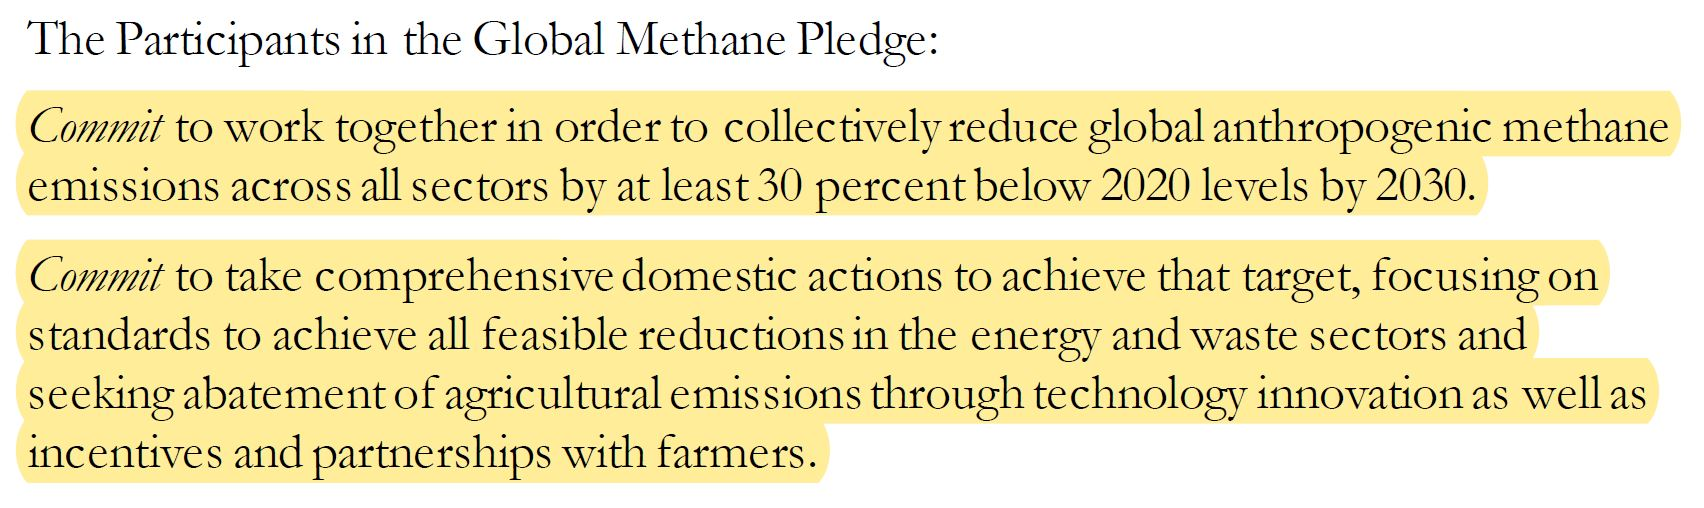 The Participants in the Global Methane Pledge:
Commit to work together in order to collectively reduce global anthropogenic methane
emissions across all sectors by at least 30 percent below 2020 levels by 2030.
Commit to take comprehensive domestic actions to achieve that target, focusing on
standards to achieve all feasible reductions in the energy and waste sectors and
seeking abatement of agricultural emissions through technology innovation as well as
incentives and partnerships with farmers.